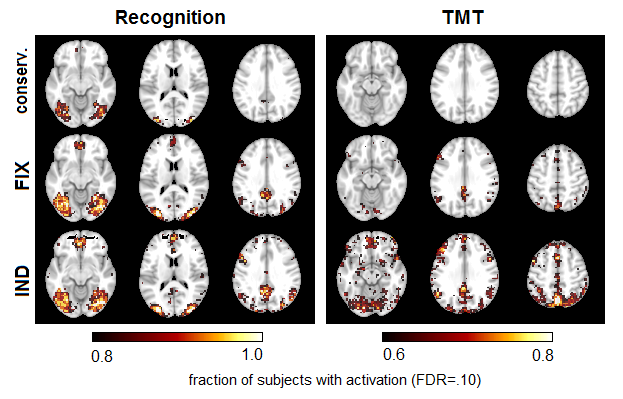 Recognition TMT
conserv.
FIX
IND
0.8 1.0 0.6 0.8
fraction of subjects with activation (FDR=.10)